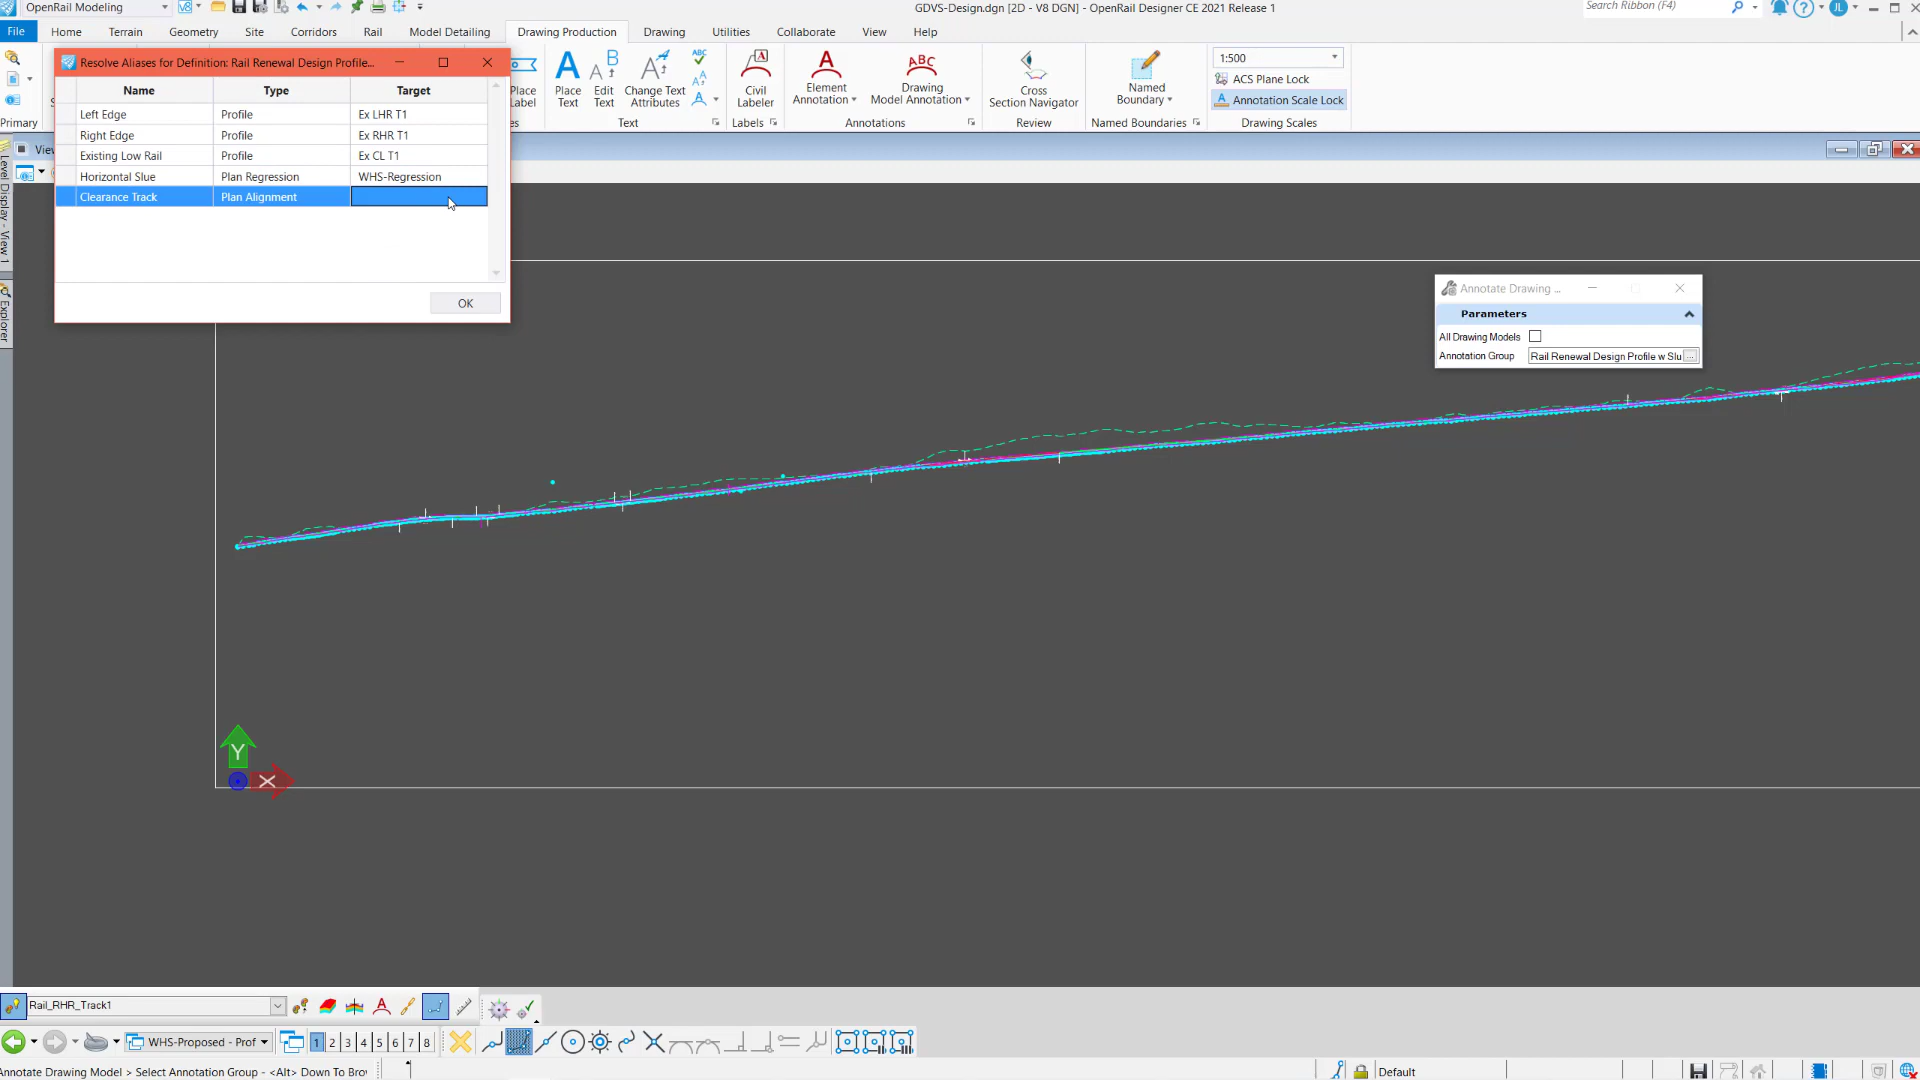 OpenRail Modeling
GDVS-Design.dgn [2D - V8 DGN] - OpenRail Designer CE 2021 Release 1
Search Ribbon (F4)
JL
File Home Terrain Geometry Site Corridors Rail Model Detailing Drawing Production Drawing Utilities Collaborate View Help
Resolve Aliases for Definition: Rail Renewal Design Profile...
Name Type Target
Left Edge Profile Ex LHR T1
Right Edge Profile Ex RHR T1
Existing Low Rail Profile Ex CL T1
Horizontal Slue Plan Regression WHS-Regression
Clearance Track Plan Alignment
OK
Primary
Place Label
Place Text
Edit Text
Change Text Attributes
Text
Civil Labeler
Labels
Element Annotation
Drawing Model Annotation
Annotations
Cross Section Navigator
Review
Named Boundary
Named Boundaries
1:500
ACS Plane Lock
Annotation Scale Lock
Drawing Scales
Level Display - View 1
Explorer
Annotate Drawing ...
Parameters
All Drawing Models
Annotation Group Rail Renewal Design Profile w Slu ...
Y
X
Rail_RHR_Track1
WHS-Proposed - Prof
1 2 3 4 5 6 7 8
Annotate Drawing Model > Select Annotation Group - <Alt> Down To Bro
Default